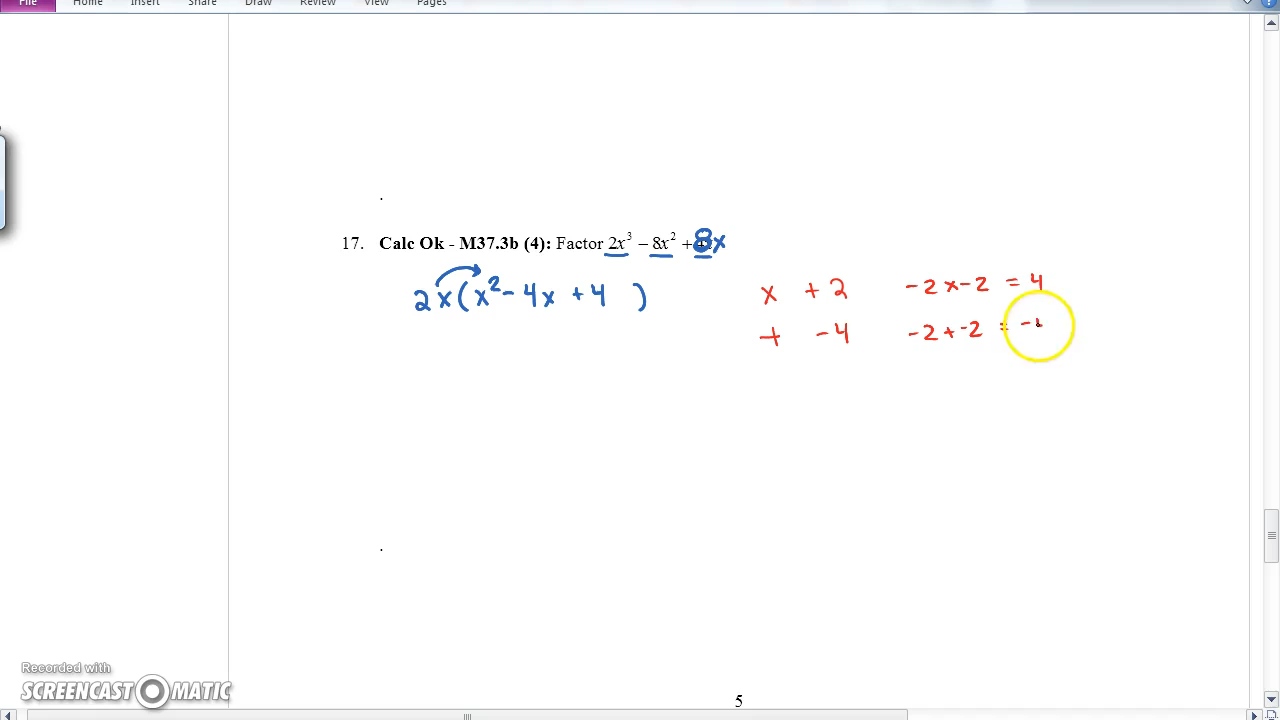 File Home Insert Share Draw Review View Pages
.
17. Calc Ok - M37.3b (4): Factor 2x³ − 8x² + 8x
2x(x² - 4x + 4 )
x + 2 -2 x -2 = 4
+ - 4 -2 + -2 = -
.
Recorded with
SCREENCAST MATIC
5